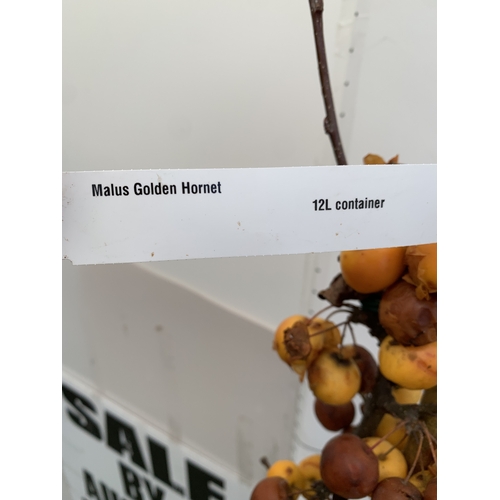 Malus Golden Hornet
12L container
SALE
BY